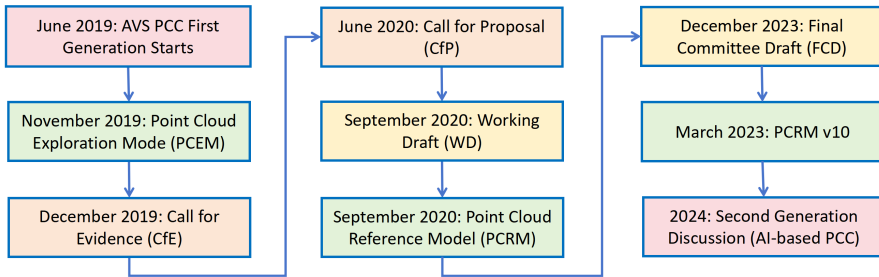 June 2019: AVS PCC First
Generation Starts
November 2019: Point Cloud
Exploration Mode (PCEM)
December 2019: Call for
Evidence (CfE)
June 2020: Call for Proposal
(CfP)
September 2020: Working
Draft (WD)
September 2020: Point Cloud
Reference Model (PCRM)
December 2023: Final
Committee Draft (FCD)
March 2023: PCRM v10
2024: Second Generation
Discussion (AI-based PCC)